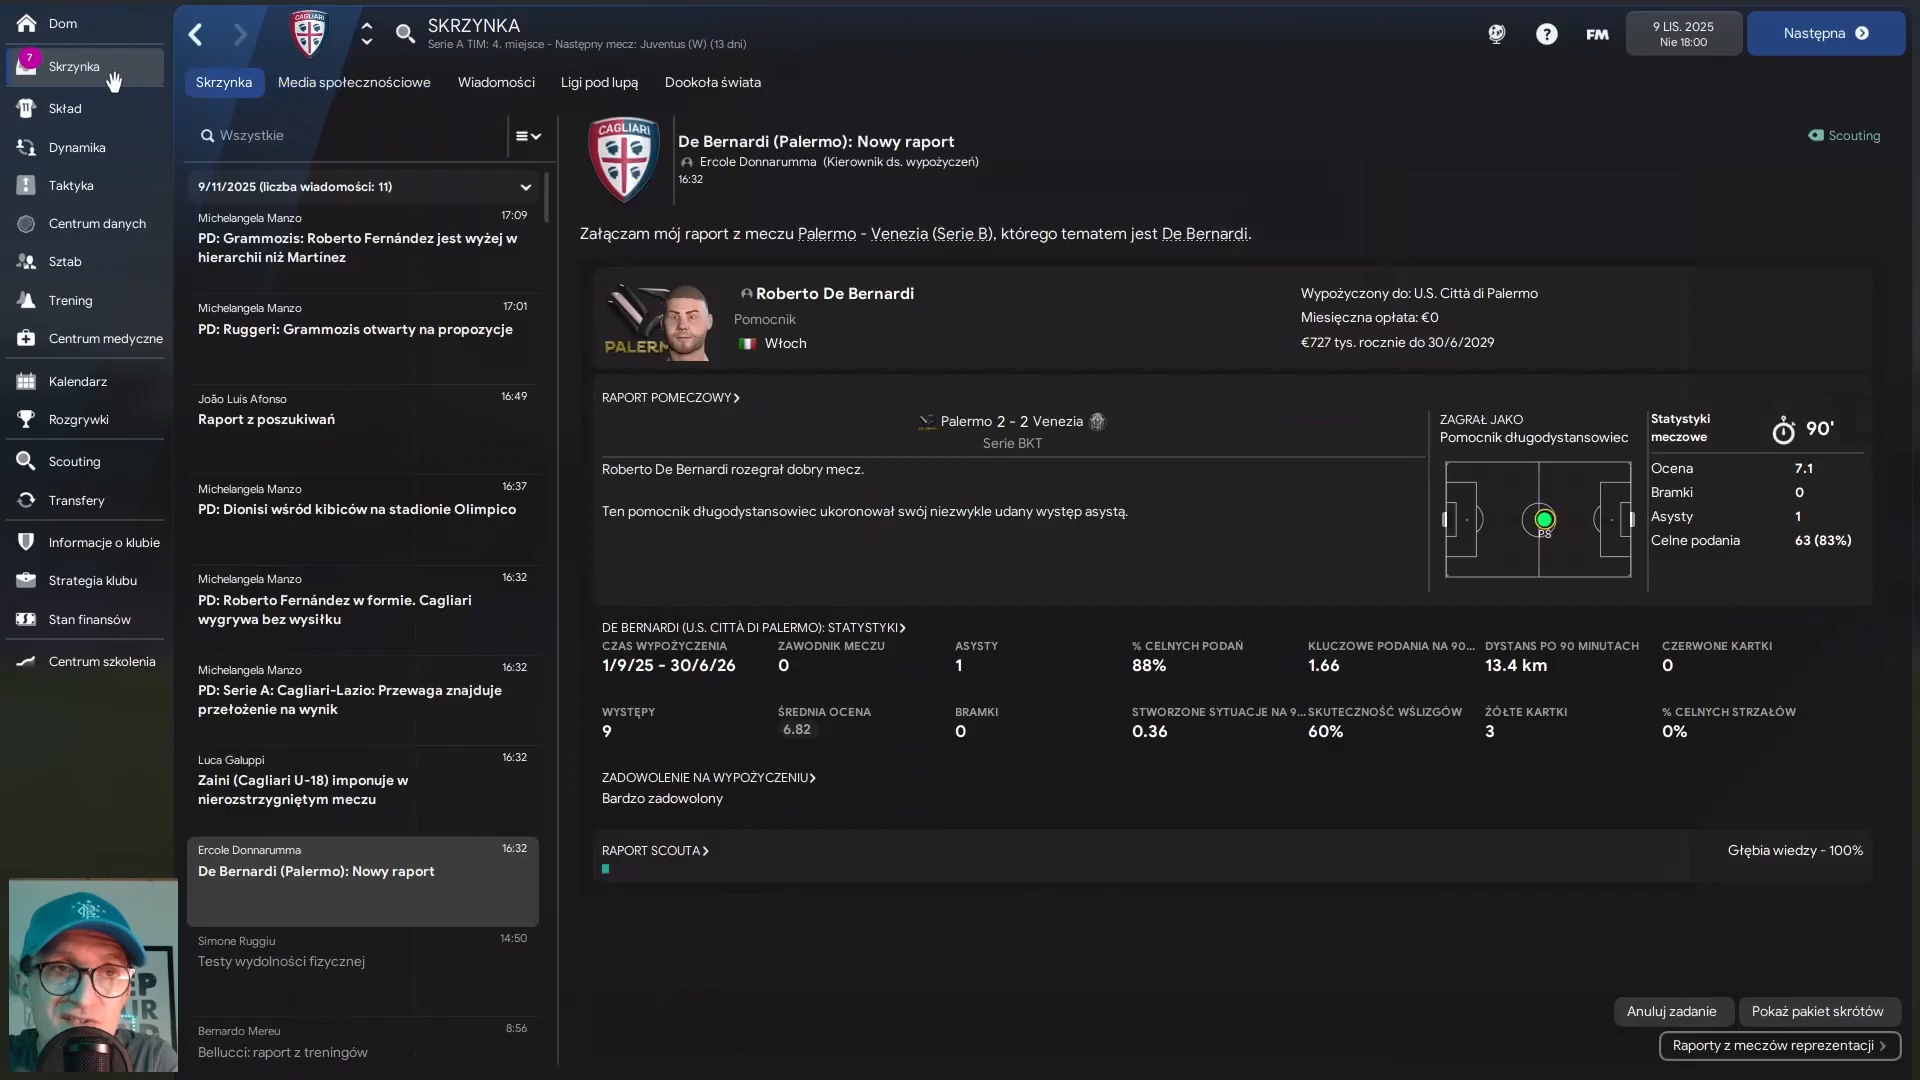 Dom
7
Skrzynka
Skład
Dynamika
Taktyka
Centrum danych
Sztab
Trening
Centrum medyczne
Kalendarz
Rozgrywki
Scouting
Transfery
Informacje o klubie
Strategia klubu
Stan finansów
Centrum szkolenia
CAGLIARI
SKRZYNKA
Serie A TIM: 4. miejsce - Następny mecz: Juventus (W) (13 dni)
FM
9 LIS. 2025
Nie 18:00
Następna
Skrzynka
Media społecznościowe
Wiadomości
Ligi pod lupą
Dookoła świata
Wszystkie
9/11/2025 (liczba wiadomości: 11)
Michelangela Manzo 17:09
PD: Grammozis: Roberto Fernández jest wyżej w
hierarchii niż Martínez
Michelangela Manzo 17:01
PD: Ruggeri: Grammozis otwarty na propozycje
João Luís Afonso 16:49
Raport z poszukiwań
Michelangela Manzo 16:37
PD: Dionisi wśród kibiców na stadionie Olimpico
Michelangela Manzo 16:32
PD: Roberto Fernández w formie. Cagliari
wygrywa bez wysiłku
Michelangela Manzo 16:32
PD: Serie A: Cagliari-Lazio: Przewaga znajduje
przełożenie na wynik
Luca Galuppi 16:32
Zaini (Cagliari U-18) imponuje w
nierozstrzygniętym meczu
Ercole Donnarumma 16:32
De Bernardi (Palermo): Nowy raport
Simone Ruggiu 14:50
Testy wydolności fizycznej
Bernardo Mereu 8:56
Bellucci: raport z treningów
CAGLIARI
De Bernardi (Palermo): Nowy raport
Ercole Donnarumma (Kierownik ds. wypożyczeń)
16:32
Scouting
Załączam mój raport z meczu Palermo - Venezia (Serie B), którego tematem jest De Bernardi.
PALERM
Roberto De Bernardi
Pomocnik
Włoch
Wypożyczony do: U.S. Città di Palermo
Miesięczna opłata: €0
€727 tys. rocznie do 30/6/2029
RAPORT POMECZOWY
Palermo 2 - 2 Venezia
Serie BKT
Roberto De Bernardi rozegrał dobry mecz.
Ten pomocnik długodystansowiec ukoronował swój niezwykle udany występ asystą.
ZAGRAŁ JAKO
Pomocnik długodystansowiec
PŚ
Statystyki
meczowe
90'
Ocena 7.1
Bramki 0
Asysty 1
Celne podania 63 (83%)
DE BERNARDI (U.S. CITTÀ DI PALERMO): STATYSTYKI
CZAS WYPOŻYCZENIA ZAWODNIK MECZU ASYSTY % CELNYCH PODAŃ KLUCZOWE PODANIA NA 90... DYSTANS PO 90 MINUTACH CZERWONE KARTKI
1/9/25 - 30/6/26 0 1 88% 1.66 13.4 km 0
WYSTĘPY ŚREDNIA OCENA BRAMKI STWORZONE SYTUACJE NA 9... SKUTECZNOŚĆ WŚLIZGÓW ŻÓŁTE KARTKI % CELNYCH STRZAŁÓW
9 6.82 0 0.36 60% 3 0%
ZADOWOLENIE NA WYPOŻYCZENIU
Bardzo zadowolony
RAPORT SCOUTA
Głębia wiedzy - 100%
Anuluj zadanie
Pokaż pakiet skrótów
Raporty z meczów reprezentacji